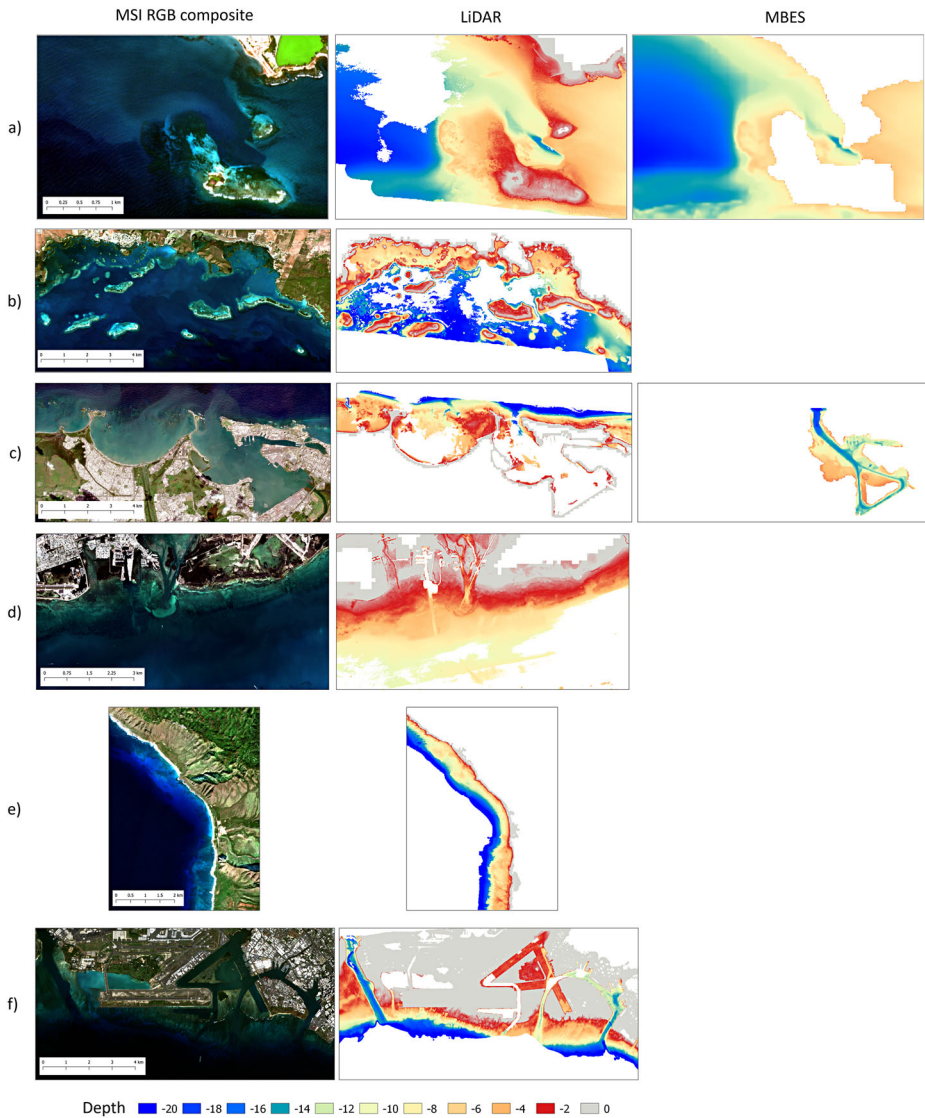 MSI RGB composite LiDAR MBES
a)
0 0.25 0.5 0.75 1 km
b)
0 1 2 3 4 km
c)
0 1 2 3 4 km
d)
0 0.75 1.5 2.25 3 km
e)
0 0.5 1 1.5 2 km
f)
0 1 2 3 4 km
Depth -20 -18 -16 -14 -12 -10 -8 -6 -4 -2 0